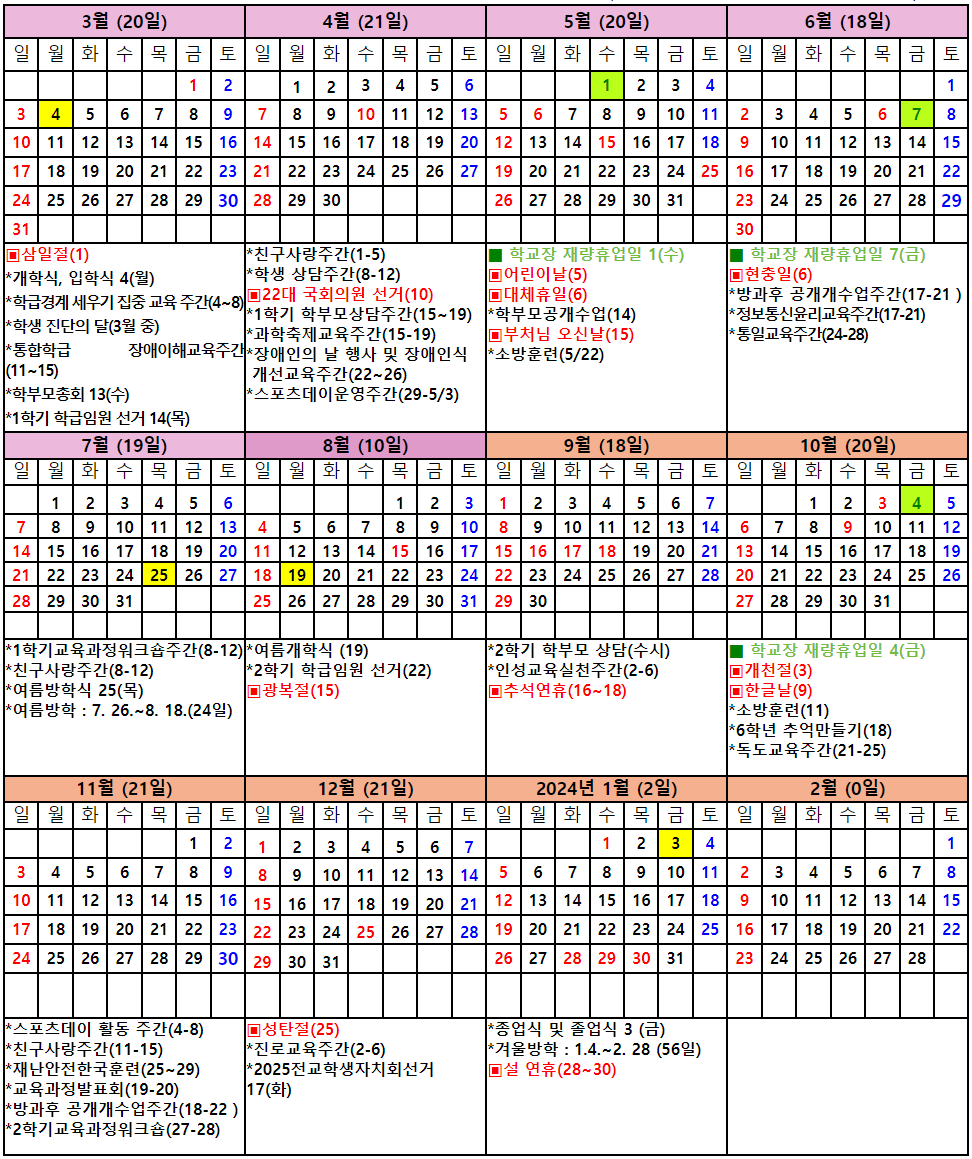 3월 (20일) 4월 (21일) 5월 (20일) 6월 (18일)
일 월 화 수 목 금 토 일 월 화 수 목 금 토 일 월 화 수 목 금 토 일 월 화 수 목 금 토
1 2 1 2 3 4 5 6 1 2 3 4 1
3 4 5 6 7 8 9 7 8 9 10 11 12 13 5 6 7 8 9 10 11 2 3 4 5 6 7 8
10 11 12 13 14 15 16 14 15 16 17 18 19 20 12 13 14 15 16 17 18 9 10 11 12 13 14 15
17 18 19 20 21 22 23 21 22 23 24 25 26 27 19 20 21 22 23 24 25 16 17 18 19 20 21 22
24 25 26 27 28 29 30 28 29 30 26 27 28 29 30 31 23 24 25 26 27 28 29
31 30
▣삼일절(1)
*개학식, 입학식 4(월)
*학급경계 세우기 집중 교육 주간(4~8)
*학생 진단의 달(3월 중)
*통합학급 장애이해교육주간
(11~15)
*학부모총회 13(수)
*1학기 학급임원 선거 14(목)
*친구사랑주간(1-5)
*학생 상담주간(8-12)
▣22대 국회의원 선거(10)
*1학기 학부모상담주간(15~19)
*과학축제교육주간(15-19)
*장애인의 날 행사 및 장애인식
개선교육주간(22~26)
*스포츠데이운영주간(29-5/3)
■ 학교장 재량휴업일 1(수)
▣어린이날(5)
▣대체휴일(6)
*학부모공개수업(14)
▣부처님 오신날(15)
*소방훈련(5/22)
■ 학교장 재량휴업일 7(금)
▣현충일(6)
*방과후 공개개수업주간(17-21 )
*정보통신윤리교육주간(17-21)
*통일교육주간(24-28)
7월 (19일) 8월 (10일) 9월 (18일) 10월 (20일)
일 월 화 수 목 금 토 일 월 화 수 목 금 토 일 월 화 수 목 금 토 일 월 화 수 목 금 토
1 2 3 4 5 6 1 2 3 1 2 3 4 5 6 7 1 2 3 4 5
7 8 9 10 11 12 13 4 5 6 7 8 9 10 8 9 10 11 12 13 14 6 7 8 9 10 11 12
14 15 16 17 18 19 20 11 12 13 14 15 16 17 15 16 17 18 19 20 21 13 14 15 16 17 18 19
21 22 23 24 25 26 27 18 19 20 21 22 23 24 22 23 24 25 26 27 28 20 21 22 23 24 25 26
28 29 30 31 25 26 27 28 29 30 31 29 30 27 28 29 30 31
*1학기교육과정워크숍주간(8-12)
*친구사랑주간(8-12)
*여름방학식 25(목)
*여름방학 : 7. 26.~8. 18.(24일)
*여름개학식 (19)
*2학기 학급임원 선거(22)
▣광복절(15)
*2학기 학부모 상담(수시)
*인성교육실천주간(2-6)
▣추석연휴(16~18)
■ 학교장 재량휴업일 4(금)
▣개천절(3)
▣한글날(9)
*소방훈련(11)
*6학년 추억만들기(18)
*독도교육주간(21-25)
11월 (21일) 12월 (21일) 2024년 1월 (2일) 2월 (0일)
일 월 화 수 목 금 토 일 월 화 수 목 금 토 일 월 화 수 목 금 토 일 월 화 수 목 금 토
1 2 1 2 3 4 5 6 7 1 2 3 4 1
3 4 5 6 7 8 9 8 9 10 11 12 13 14 5 6 7 8 9 10 11 2 3 4 5 6 7 8
10 11 12 13 14 15 16 15 16 17 18 19 20 21 12 13 14 15 16 17 18 9 10 11 12 13 14 15
17 18 19 20 21 22 23 22 23 24 25 26 27 28 19 20 21 22 23 24 25 16 17 18 19 20 21 22
24 25 26 27 28 29 30 29 30 31 26 27 28 29 30 31 23 24 25 26 27 28
*스포츠데이 활동 주간(4-8)
*친구사랑주간(11-15)
*재난안전한국훈련(25~29)
*교육과정발표회(19-20)
*방과후 공개개수업주간(18-22 )
*2학기교육과정워크숍(27-28)
▣성탄절(25)
*진로교육주간(2-6)
*2025전교학생자치회선거
17(화)
*종업식 및 졸업식 3 (금)
*겨울방학 : 1.4.~2. 28 (56일)
▣설 연휴(28~30)